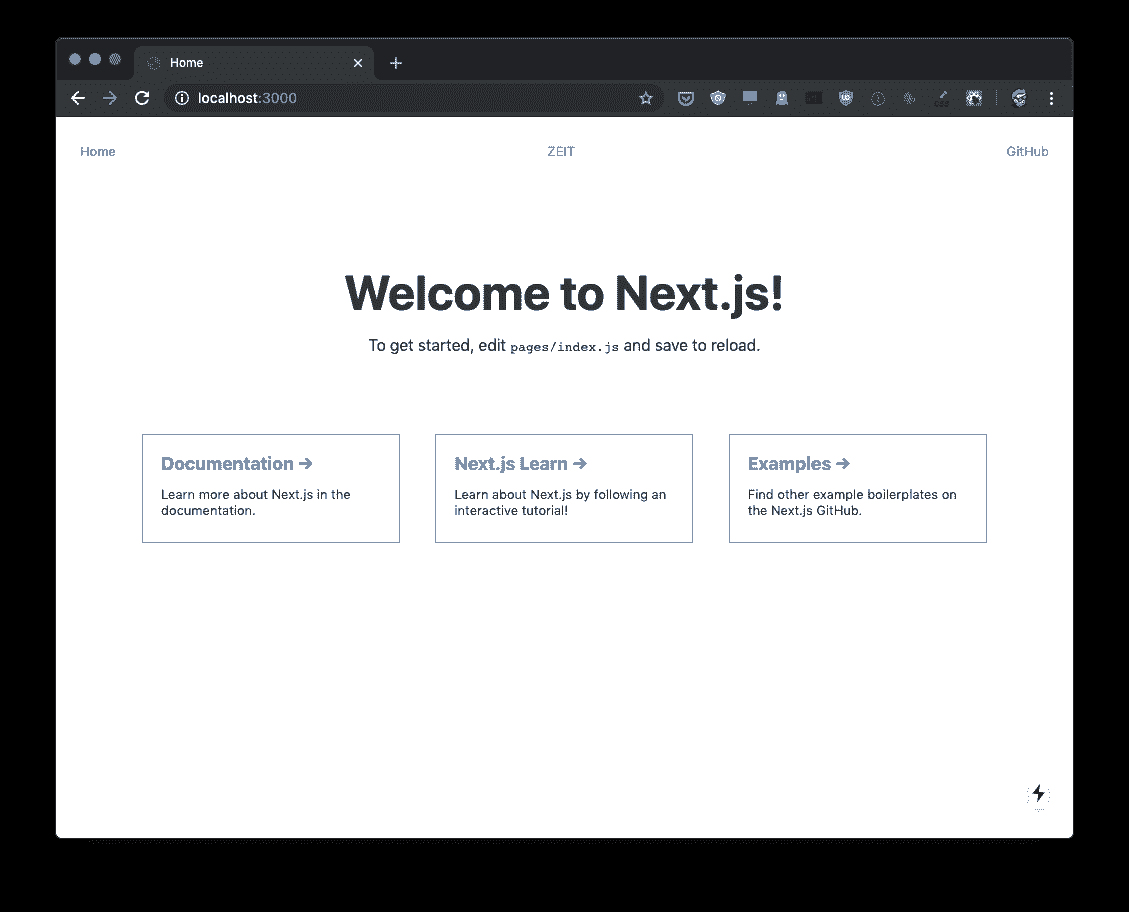 Home
localhost:3000
Home ZEIT GitHub
Welcome to Next.js!
To get started, edit pages/index.js and save to reload.
Documentation →
Learn more about Next.js in the
documentation.
Next.js Learn →
Learn about Next.js by following an
interactive tutorial!
Examples →
Find other example boilerplates on
the Next.js GitHub.